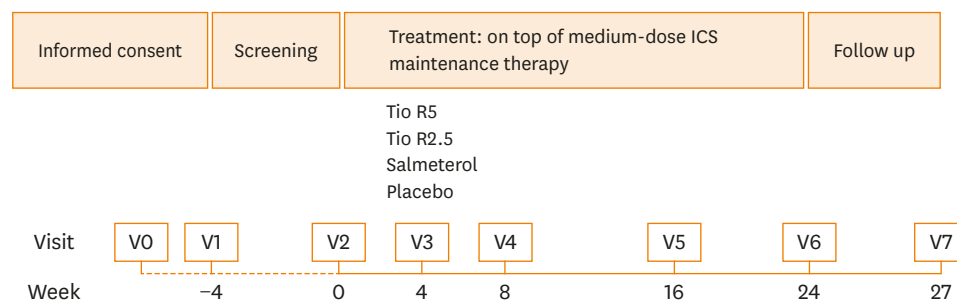 Informed consent
Screening
Treatment: on top of medium-dose ICS
maintenance therapy
Follow up
Tio R5
Tio R2.5
Salmeterol
Placebo
Visit V0 V1 V2 V3 V4 V5 V6 V7
Week −4 0 4 8 16 24 27